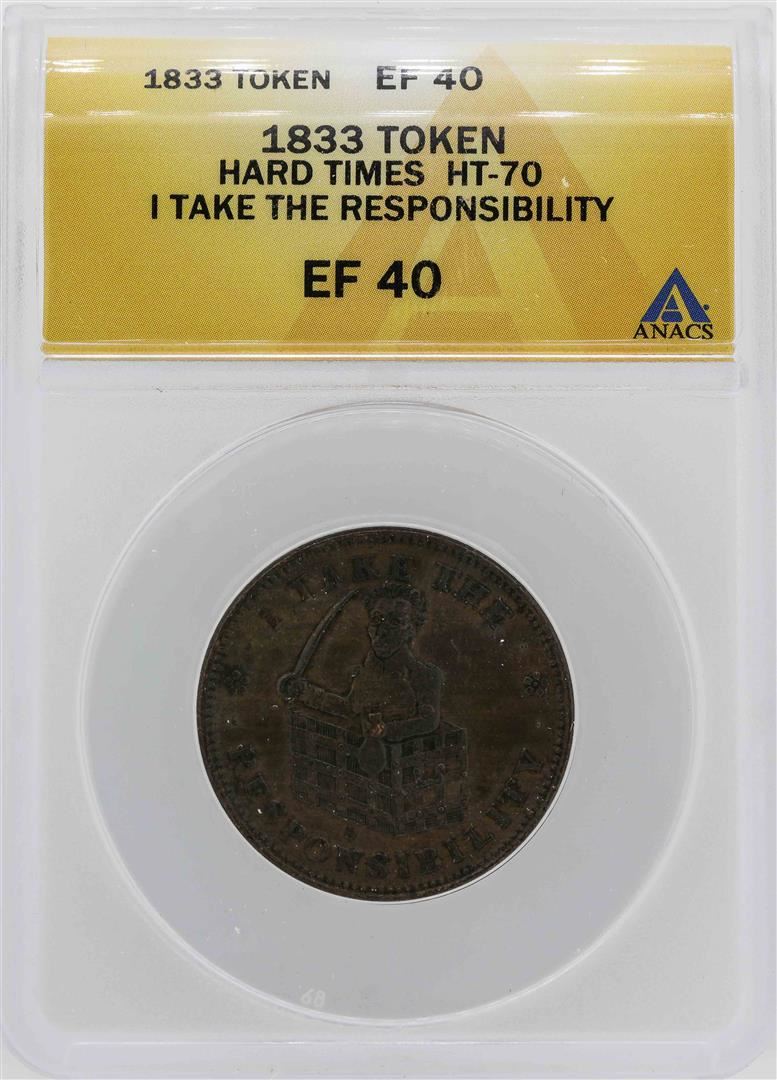 1833 TOKEN EF 40
1833 TOKEN
HARD TIMES HT-70
I TAKE THE RESPONSIBILITY
EF 40
ANACS
I TAKE THE
RESPONSIBILITY
68